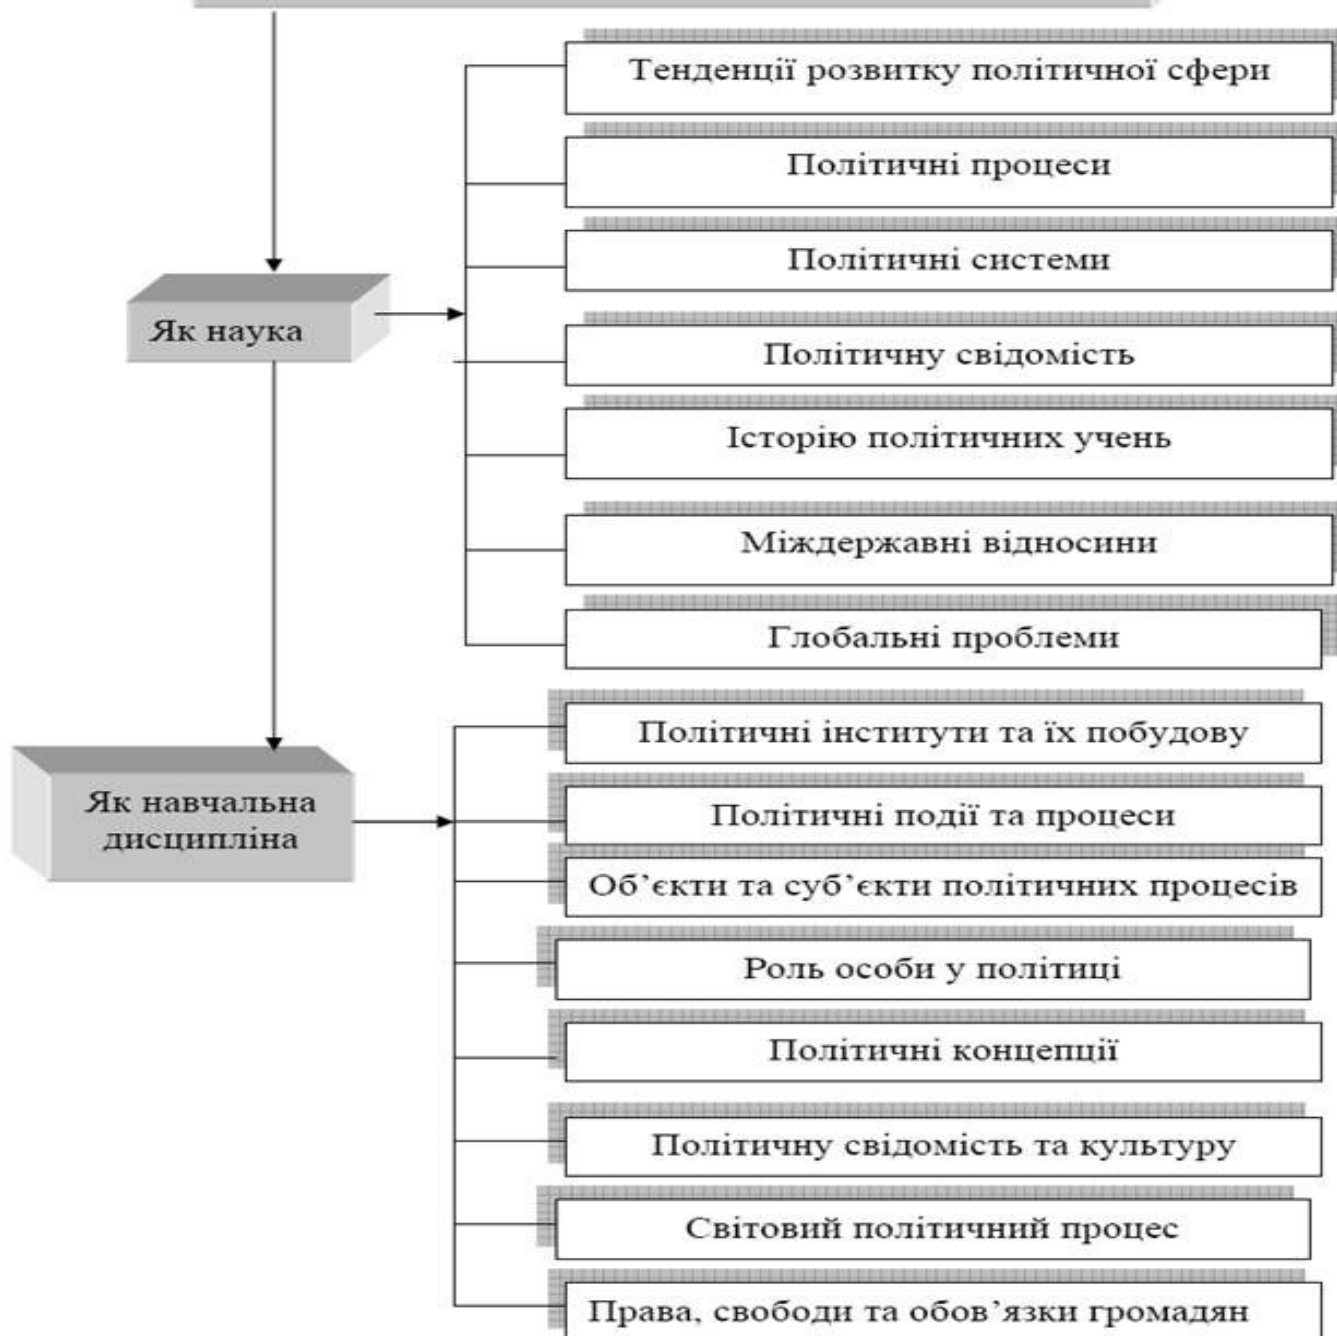 Тенденції розвитку політичної сфери
Політичні процеси
Політичні системи
Як наука
Політичну свідомість
Історію політичних учень
Міждержавні відносини
Глобальні проблеми
Політичні інститути та їх побудову
Як навчальна
дисципліна
Політичні події та процеси
Об’єкти та суб’єкти політичних процесів
Роль особи у політиці
Політичні концепції
Політичну свідомість та культуру
Світовий політичний процес
Права, свободи та обов’язки громадян